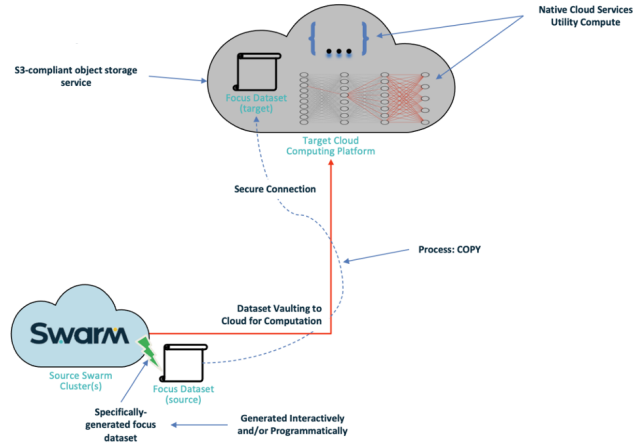 Native Cloud Services
Utility Compute
{ ... }
S3-compliant object storage
service
Focus Dataset
(target)
Target Cloud
Computing Platform
Secure Connection
Process: COPY
Dataset Vaulting to
Cloud for Computation
Swarm
Source Swarm
Cluster(s)
Focus Dataset
(source)
Specifically-
generated focus
dataset
Generated Interactively
and/or Programmatically